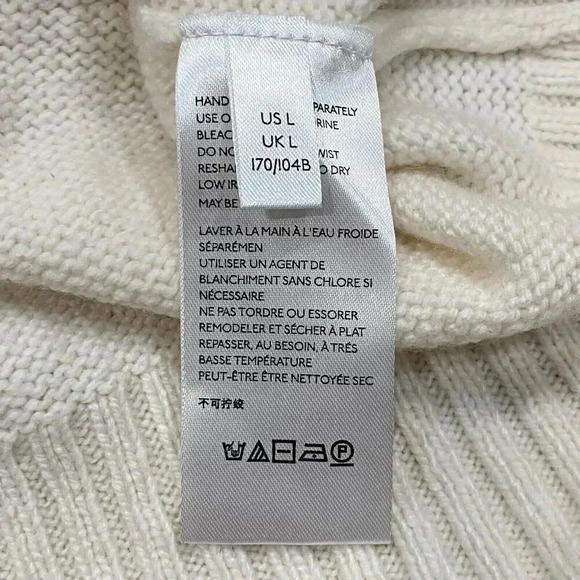 US L
UK L
170/104B
HAND PARATELY
USE O RINE
BLEAC
DO NO WIST
RESHA O DRY
LOW IR
MAY BE
LAVER À LA MAIN À L'EAU FROIDE
SÉPARÉMEN
UTILISER UN AGENT DE
BLANCHIMENT SANS CHLORE SI
NÉCESSAIRE
NE PAS TORDRE OU ESSORER
REMODELER ET SÉCHER À PLAT
REPASSER, AU BESOIN, À TRÉS
BASSE TEMPÉRATURE
PEUT-ÊTRE ÊTRE NETTOYÉE SEC
不可拧绞
P